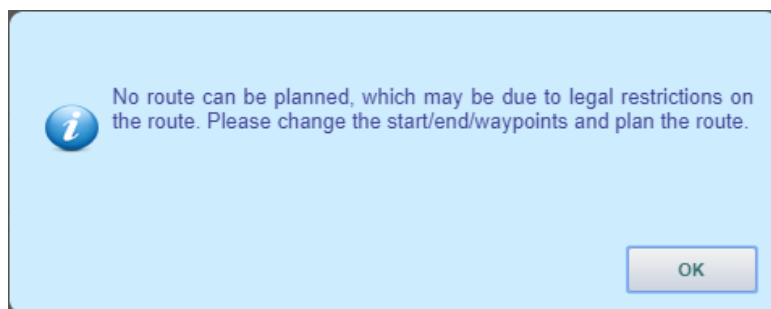 No route can be planned, which may be due to legal restrictions on
the route. Please change the start/end/waypoints and plan the route.
OK